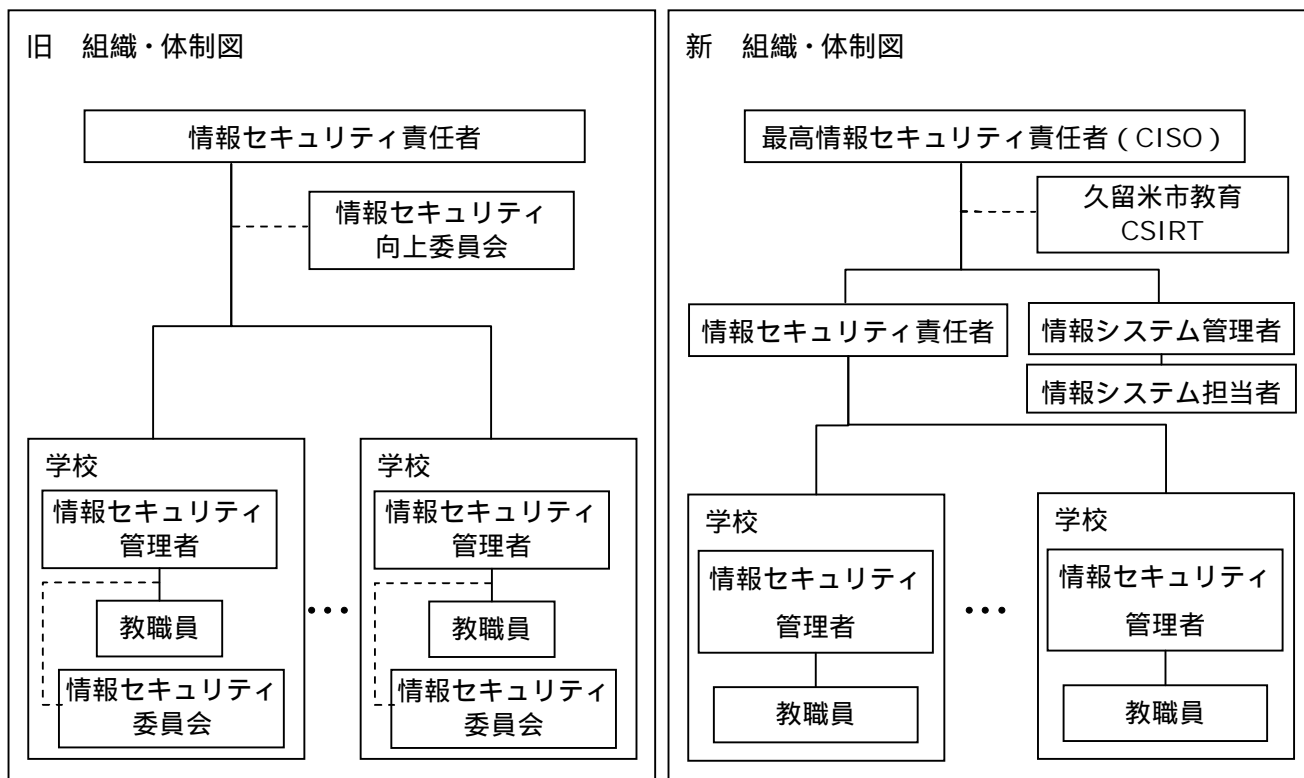 旧　組織・体制図
情報セキュリティ責任者
情報セキュリティ
向上委員会
学校
情報セキュリティ
管理者
教職員
情報セキュリティ
委員会
•••
学校
情報セキュリティ
管理者
教職員
情報セキュリティ
委員会
新　組織・体制図
最高情報セキュリティ責任者(CISO)
久留米市教育
CSIRT
情報セキュリティ責任者
情報システム管理者
情報システム担当者
学校
情報セキュリティ
管理者
教職員
•••
学校
情報セキュリティ
管理者
教職員